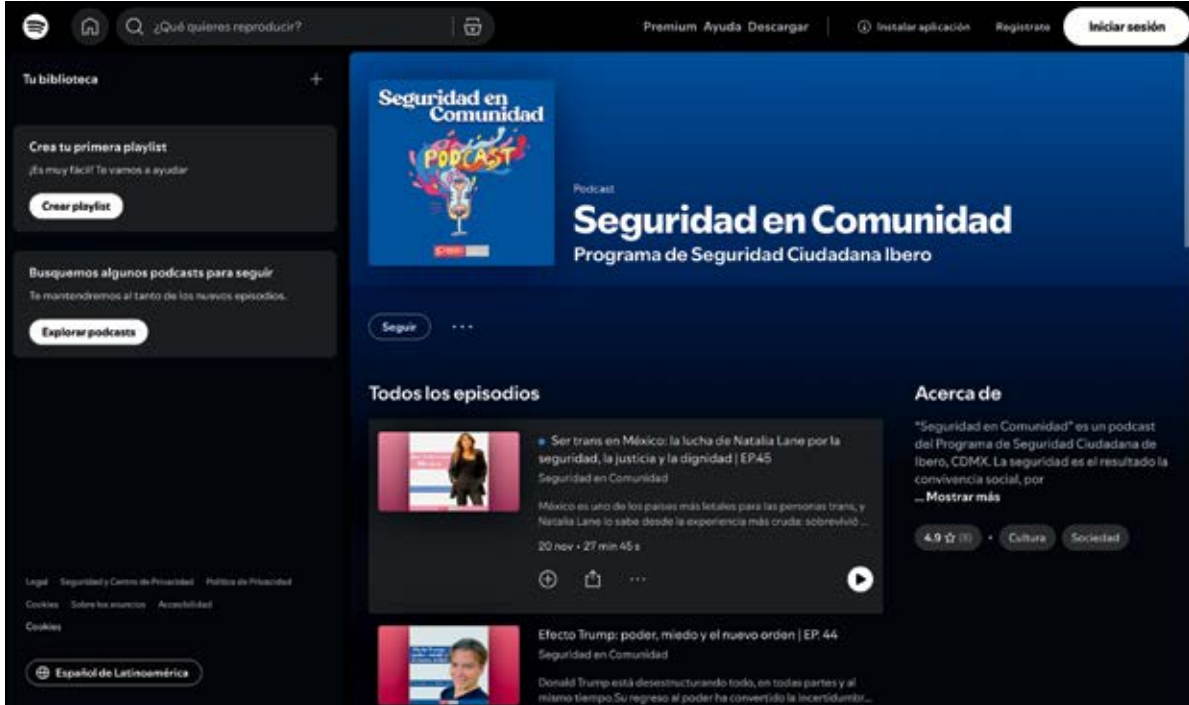 ¿Qué quieres reproducir?
Premium Ayuda Descargar
Instalar aplicación
Regístrate
Iniciar sesión
Tu biblioteca
Crea tu primera playlist
¡Es muy fácil! Te vamos a ayudar
Crear playlist
Busquemos algunos podcasts para seguir
Te mantendremos al tanto de los nuevos episodios.
Explorar podcasts
Legal Seguridad y Centro de Privacidad Política de Privacidad
Cookies Sobre los anuncios Accesibilidad
Cookies
Español de Latinoamérica
Seguridad en
Comunidad
PODCAST
Podcast
Seguridad en Comunidad
Programa de Seguridad Ciudadana Ibero
Seguir
Todos los episodios
Ser trans en México: la lucha de Natalia Lane por la
seguridad, la justicia y la dignidad | EP.45
Seguridad en Comunidad
México es uno de los países más letales para las personas trans, y
Natalia Lane lo sabe desde la experiencia más cruda: sobrevivió ...
20 nov • 27 min 45 s
Efecto Trump: poder, miedo y el nuevo orden | EP. 44
Seguridad en Comunidad
Donald Trump está desestructurando todo, en todas partes y al
mismo tiempo.Su regreso al poder ha convertido la incertidumbr...
Acerca de
"Seguridad en Comunidad" es un podcast
del Programa de Seguridad Ciudadana de
Ibero, CDMX. La seguridad es el resultado la
convivencia social, por
... Mostrar más
4.9
Cultura
Sociedad